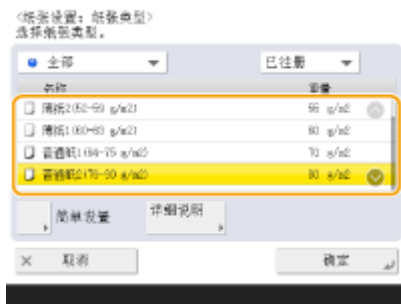 <纸张设置：纸张类型>
选择纸张类型。
全部 已注册
名称 重量
薄纸2(52-59 g/m2) 55 g/m2
薄纸1(60-63 g/m2) 60 g/m2
普通纸1(64-75 g/m2) 70 g/m2
普通纸2(76-90 g/m2) 80 g/m2
简单设置 详细说明
取消 确定